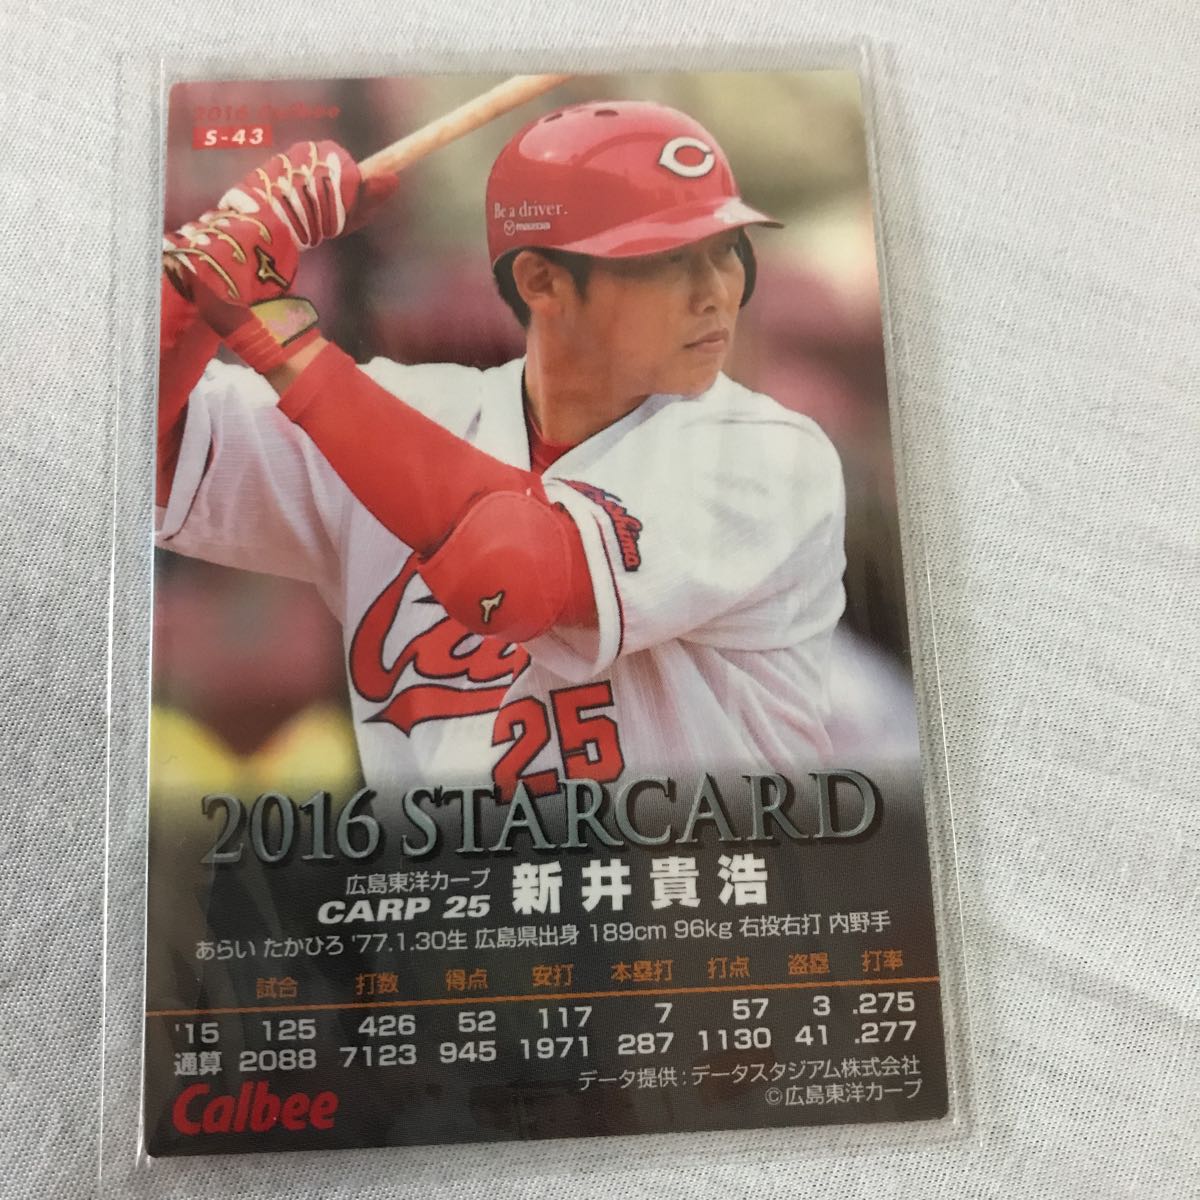 2016 Calbee
S-43
Be a driver.
mazda
C
Hiroshima
25
2016 STARCARD
広島東洋カープ
CARP 25 新井貴浩
あらい たかひろ '77.1.30生 広島県出身 189cm 96kg 右投右打 内野手
試合 打数 得点 安打 本塁打 打点 盗塁 打率
'15 125 426 52 117 7 57 3 .275
通算 2088 7123 945 1971 287 1130 41 .277
Calbee
データ提供：データスタジアム株式会社
©広島東洋カープ